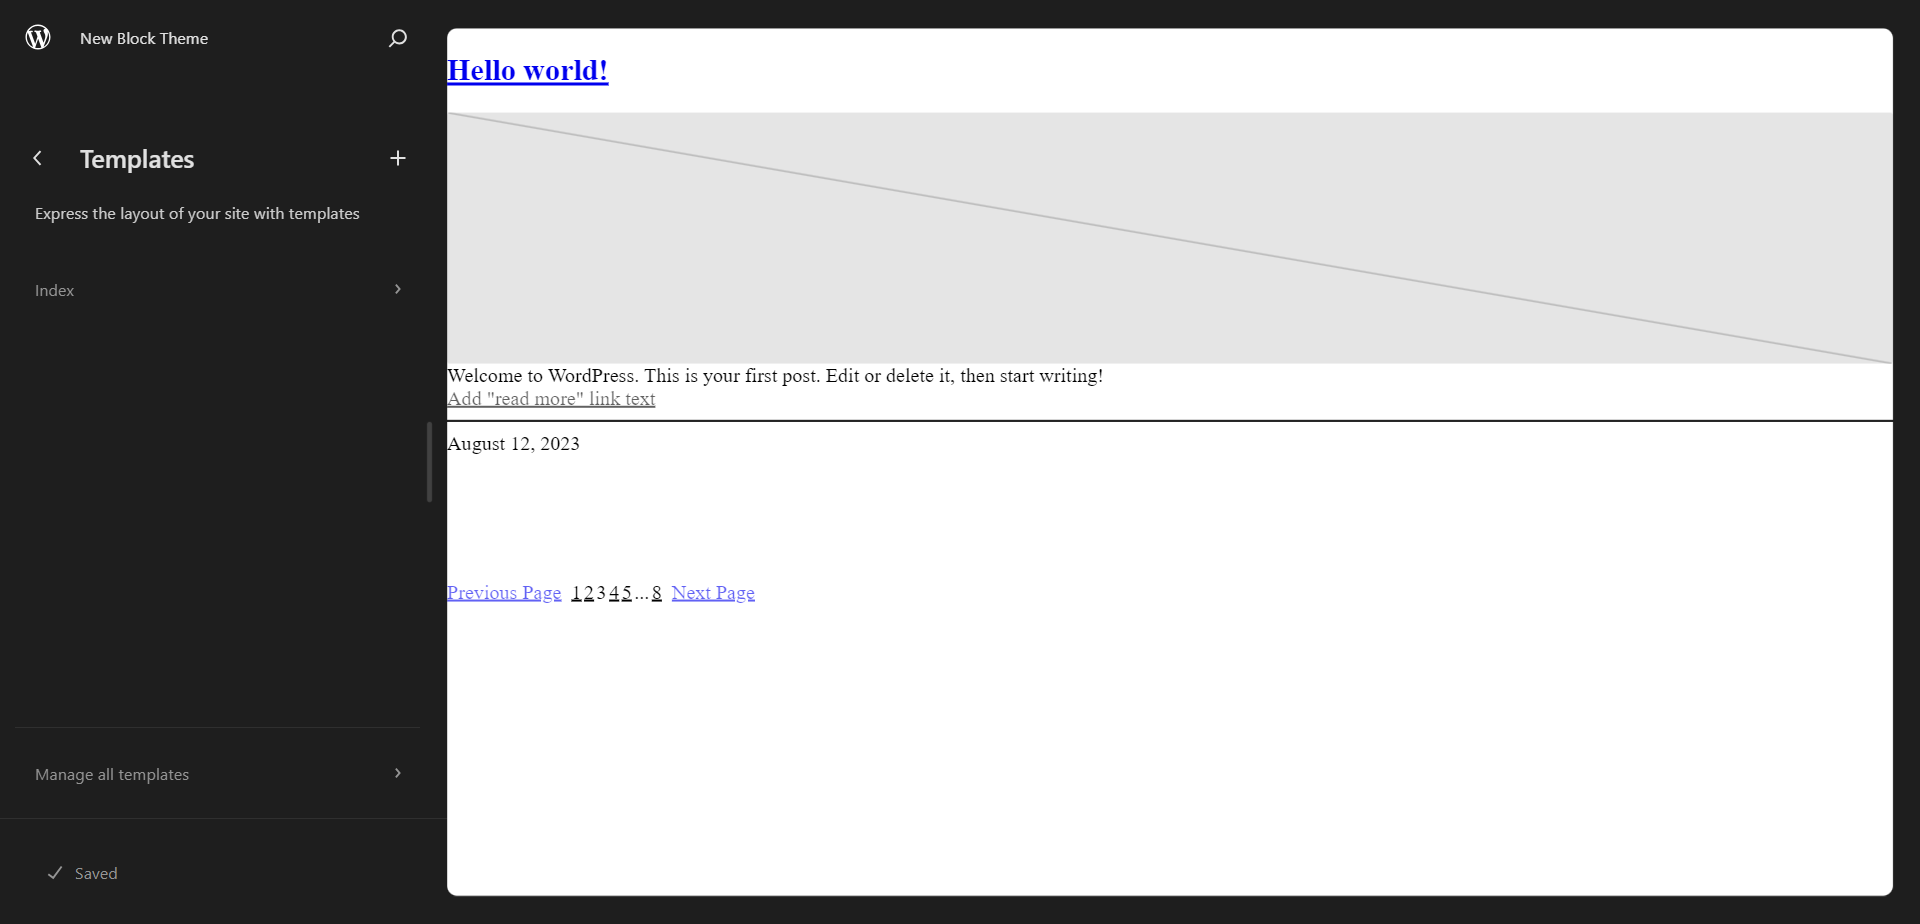 New Block Theme
Templates
Express the layout of your site with templates
Index
Manage all templates
Saved
Hello world!
Welcome to WordPress. This is your first post. Edit or delete it, then start writing!
Add "read more" link text
August 12, 2023
Previous Page 1 2 3 4 5 ... 8 Next Page